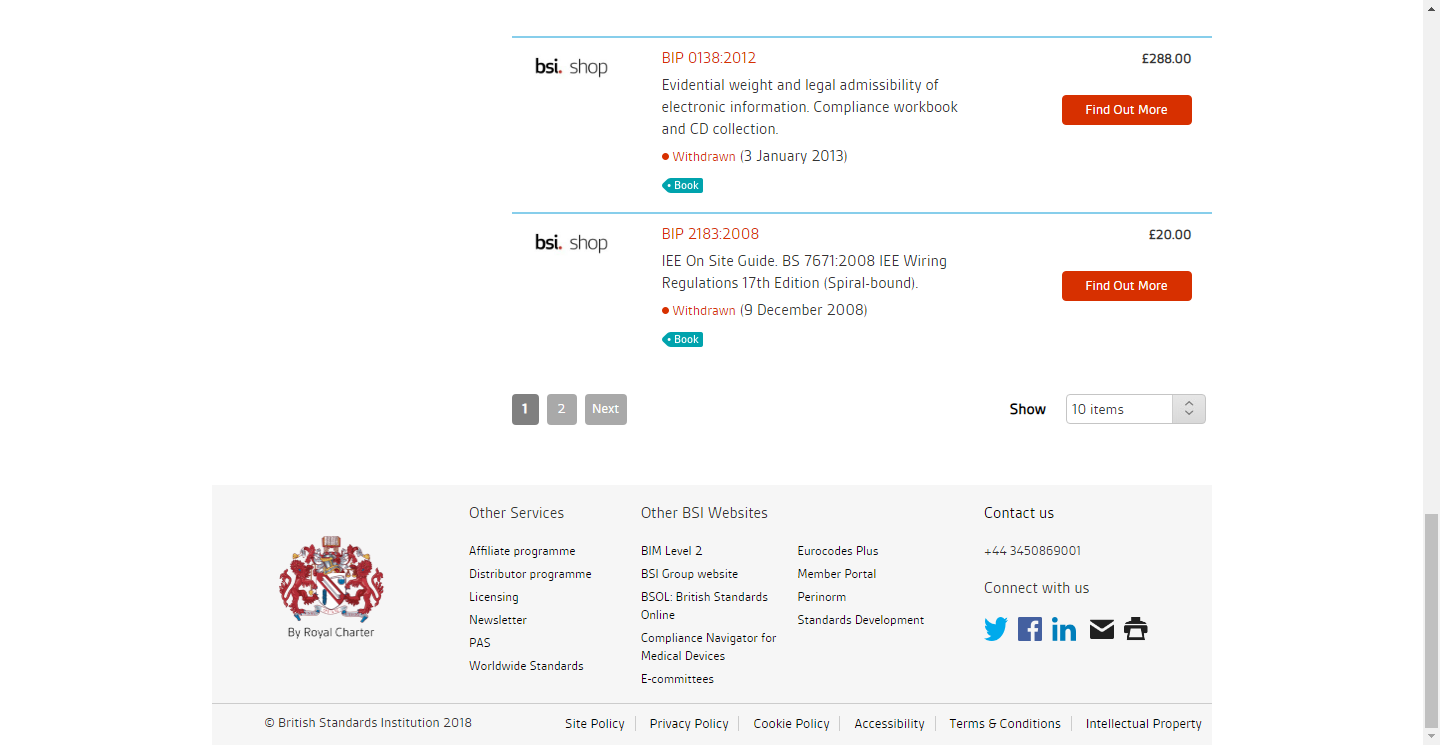 bsi. shop
BIP 0138:2012
£288.00
Evidential weight and legal admissibility of
electronic information. Compliance workbook
and CD collection.
Find Out More
Withdrawn (3 January 2013)
Book
bsi. shop
BIP 2183:2008
£20.00
IEE On Site Guide. BS 7671:2008 IEE Wiring
Regulations 17th Edition (Spiral-bound).
Find Out More
Withdrawn (9 December 2008)
Book
1 2 Next
Show 10 items
By Royal Charter
Other Services
Affiliate programme
Distributor programme
Licensing
Newsletter
PAS
Worldwide Standards
Other BSI Websites
BIM Level 2
BSI Group website
BSOL: British Standards
Online
Compliance Navigator for
Medical Devices
E-committees
Eurocodes Plus
Member Portal
Perinorm
Standards Development
Contact us
+44 3450869001
Connect with us
© British Standards Institution 2018
Site Policy Privacy Policy Cookie Policy Accessibility Terms & Conditions Intellectual Property